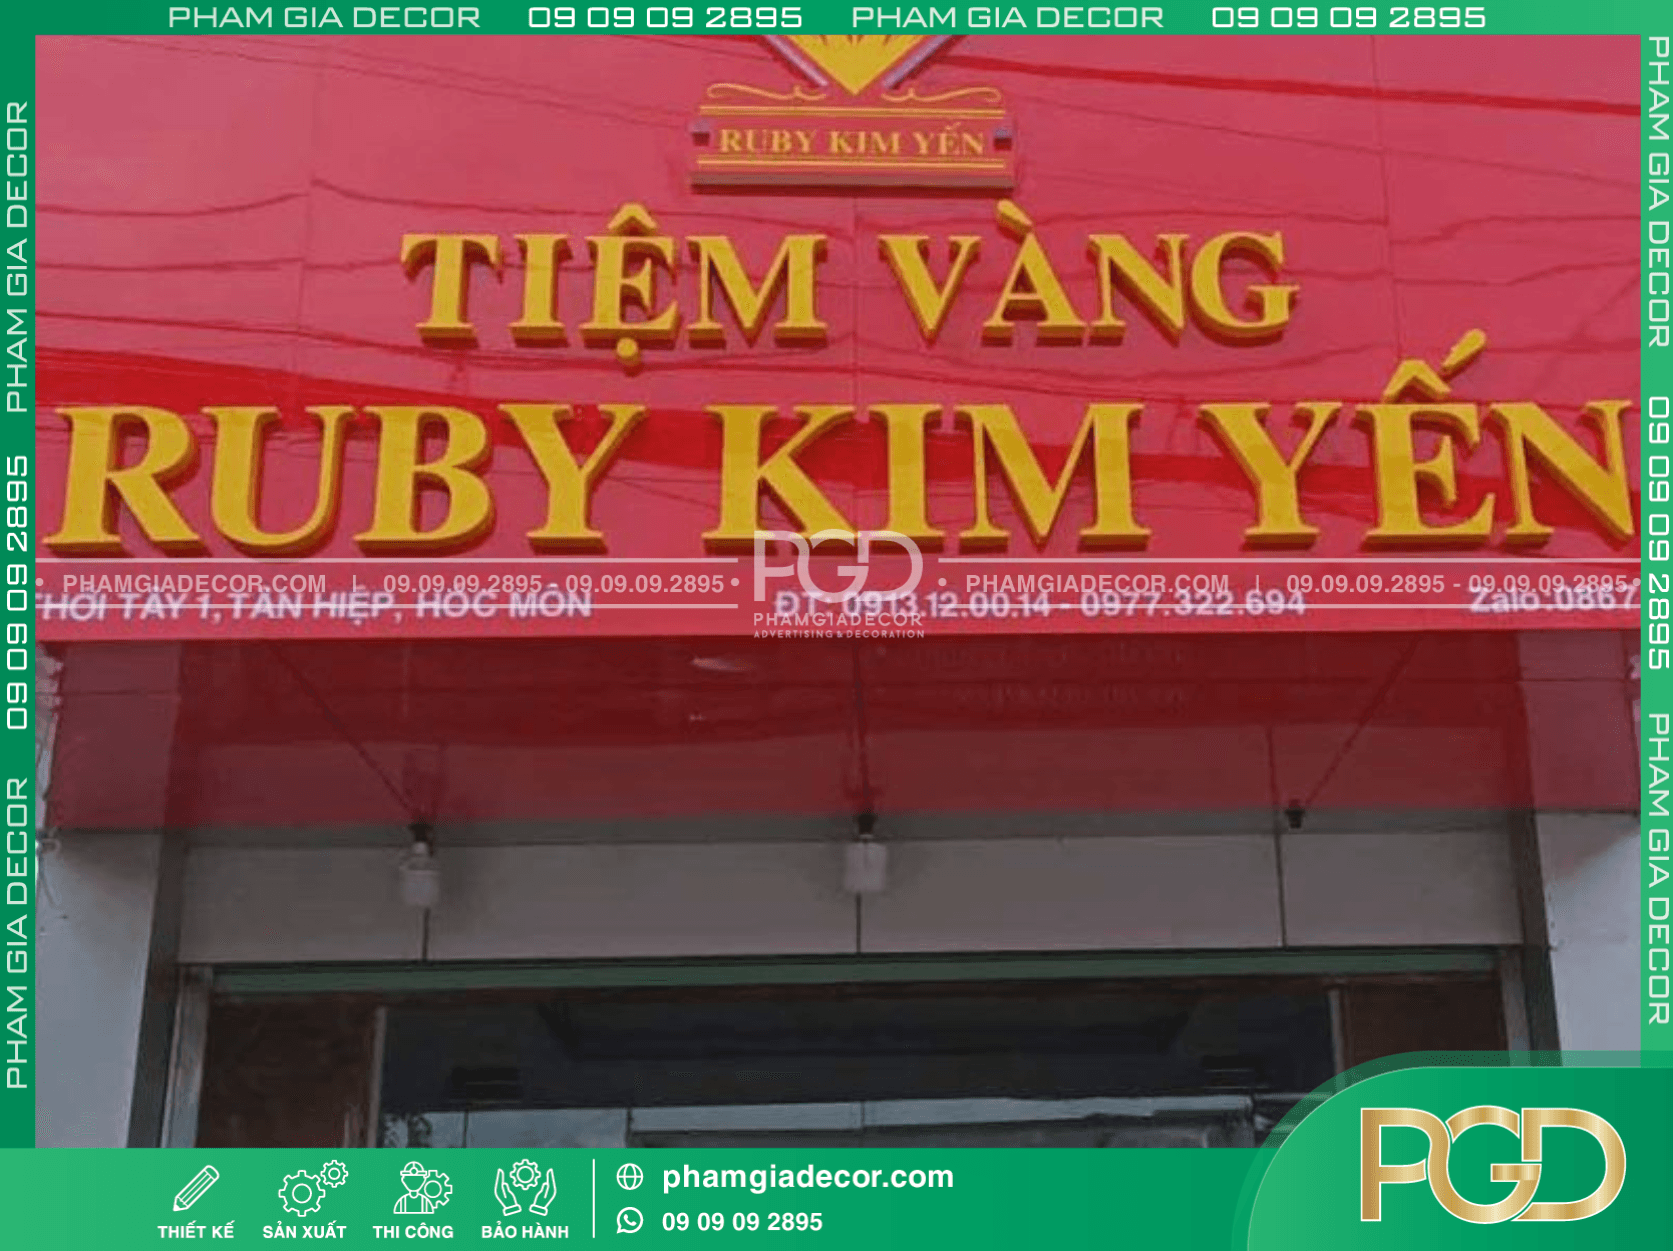 PHAM GIA DECOR 09 09 09 2895 PHAM GIA DECOR 09 09 09 2895
PHAM GIA DECOR 09 09 09 2895 PHAM GIA DECOR
PHAM GIA DECOR 09 09 09 2895 PHAM GIA DECOR
RUBY KIM YẾN
TIỆM VÀNG
RUBY KIM YẾN
PGD
• PHAMGIADECOR.COM | 09.09.09.2895 - 09.09.09.2895 •
• PHAMGIADECOR.COM | 09.09.09.2895 - 09.09.09.2895 •
THỚI TÂY 1, TÂN HIỆP, HÓC MÔN ĐT: 0913.12.00.14 - 0977.322.694 Zalo:0867
PHAMGIADECOR
ADVERTISING & DECORATION
THIẾT KẾ SẢN XUẤT THI CÔNG BẢO HÀNH
phamgiadecor.com
09 09 09 2895
PGD